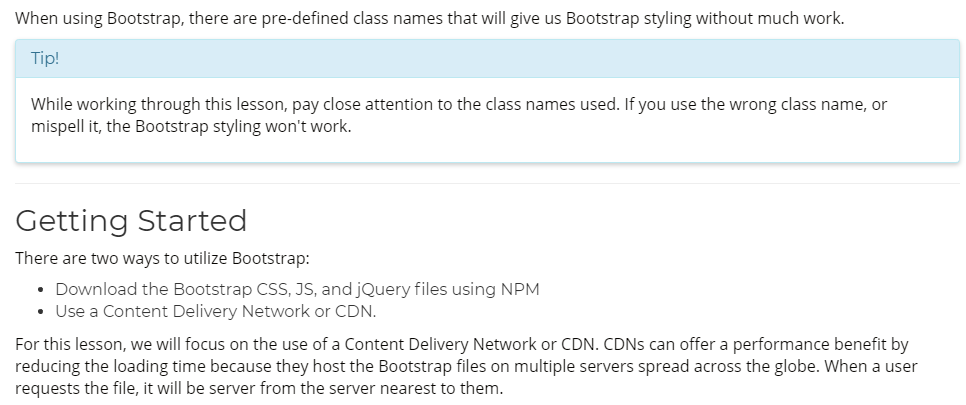 When using Bootstrap, there are pre-defined class names that will give us Bootstrap styling without much work.
Tip!
While working through this lesson, pay close attention to the class names used. If you use the wrong class name, or
mispell it, the Bootstrap styling won't work.
Getting Started
There are two ways to utilize Bootstrap:
• Download the Bootstrap CSS, JS, and jQuery files using NPM
• Use a Content Delivery Network or CDN.
For this lesson, we will focus on the use of a Content Delivery Network or CDN. CDNs can offer a performance benefit by
reducing the loading time because they host the Bootstrap files on multiple servers spread across the globe. When a user
requests the file, it will be server from the server nearest to them.